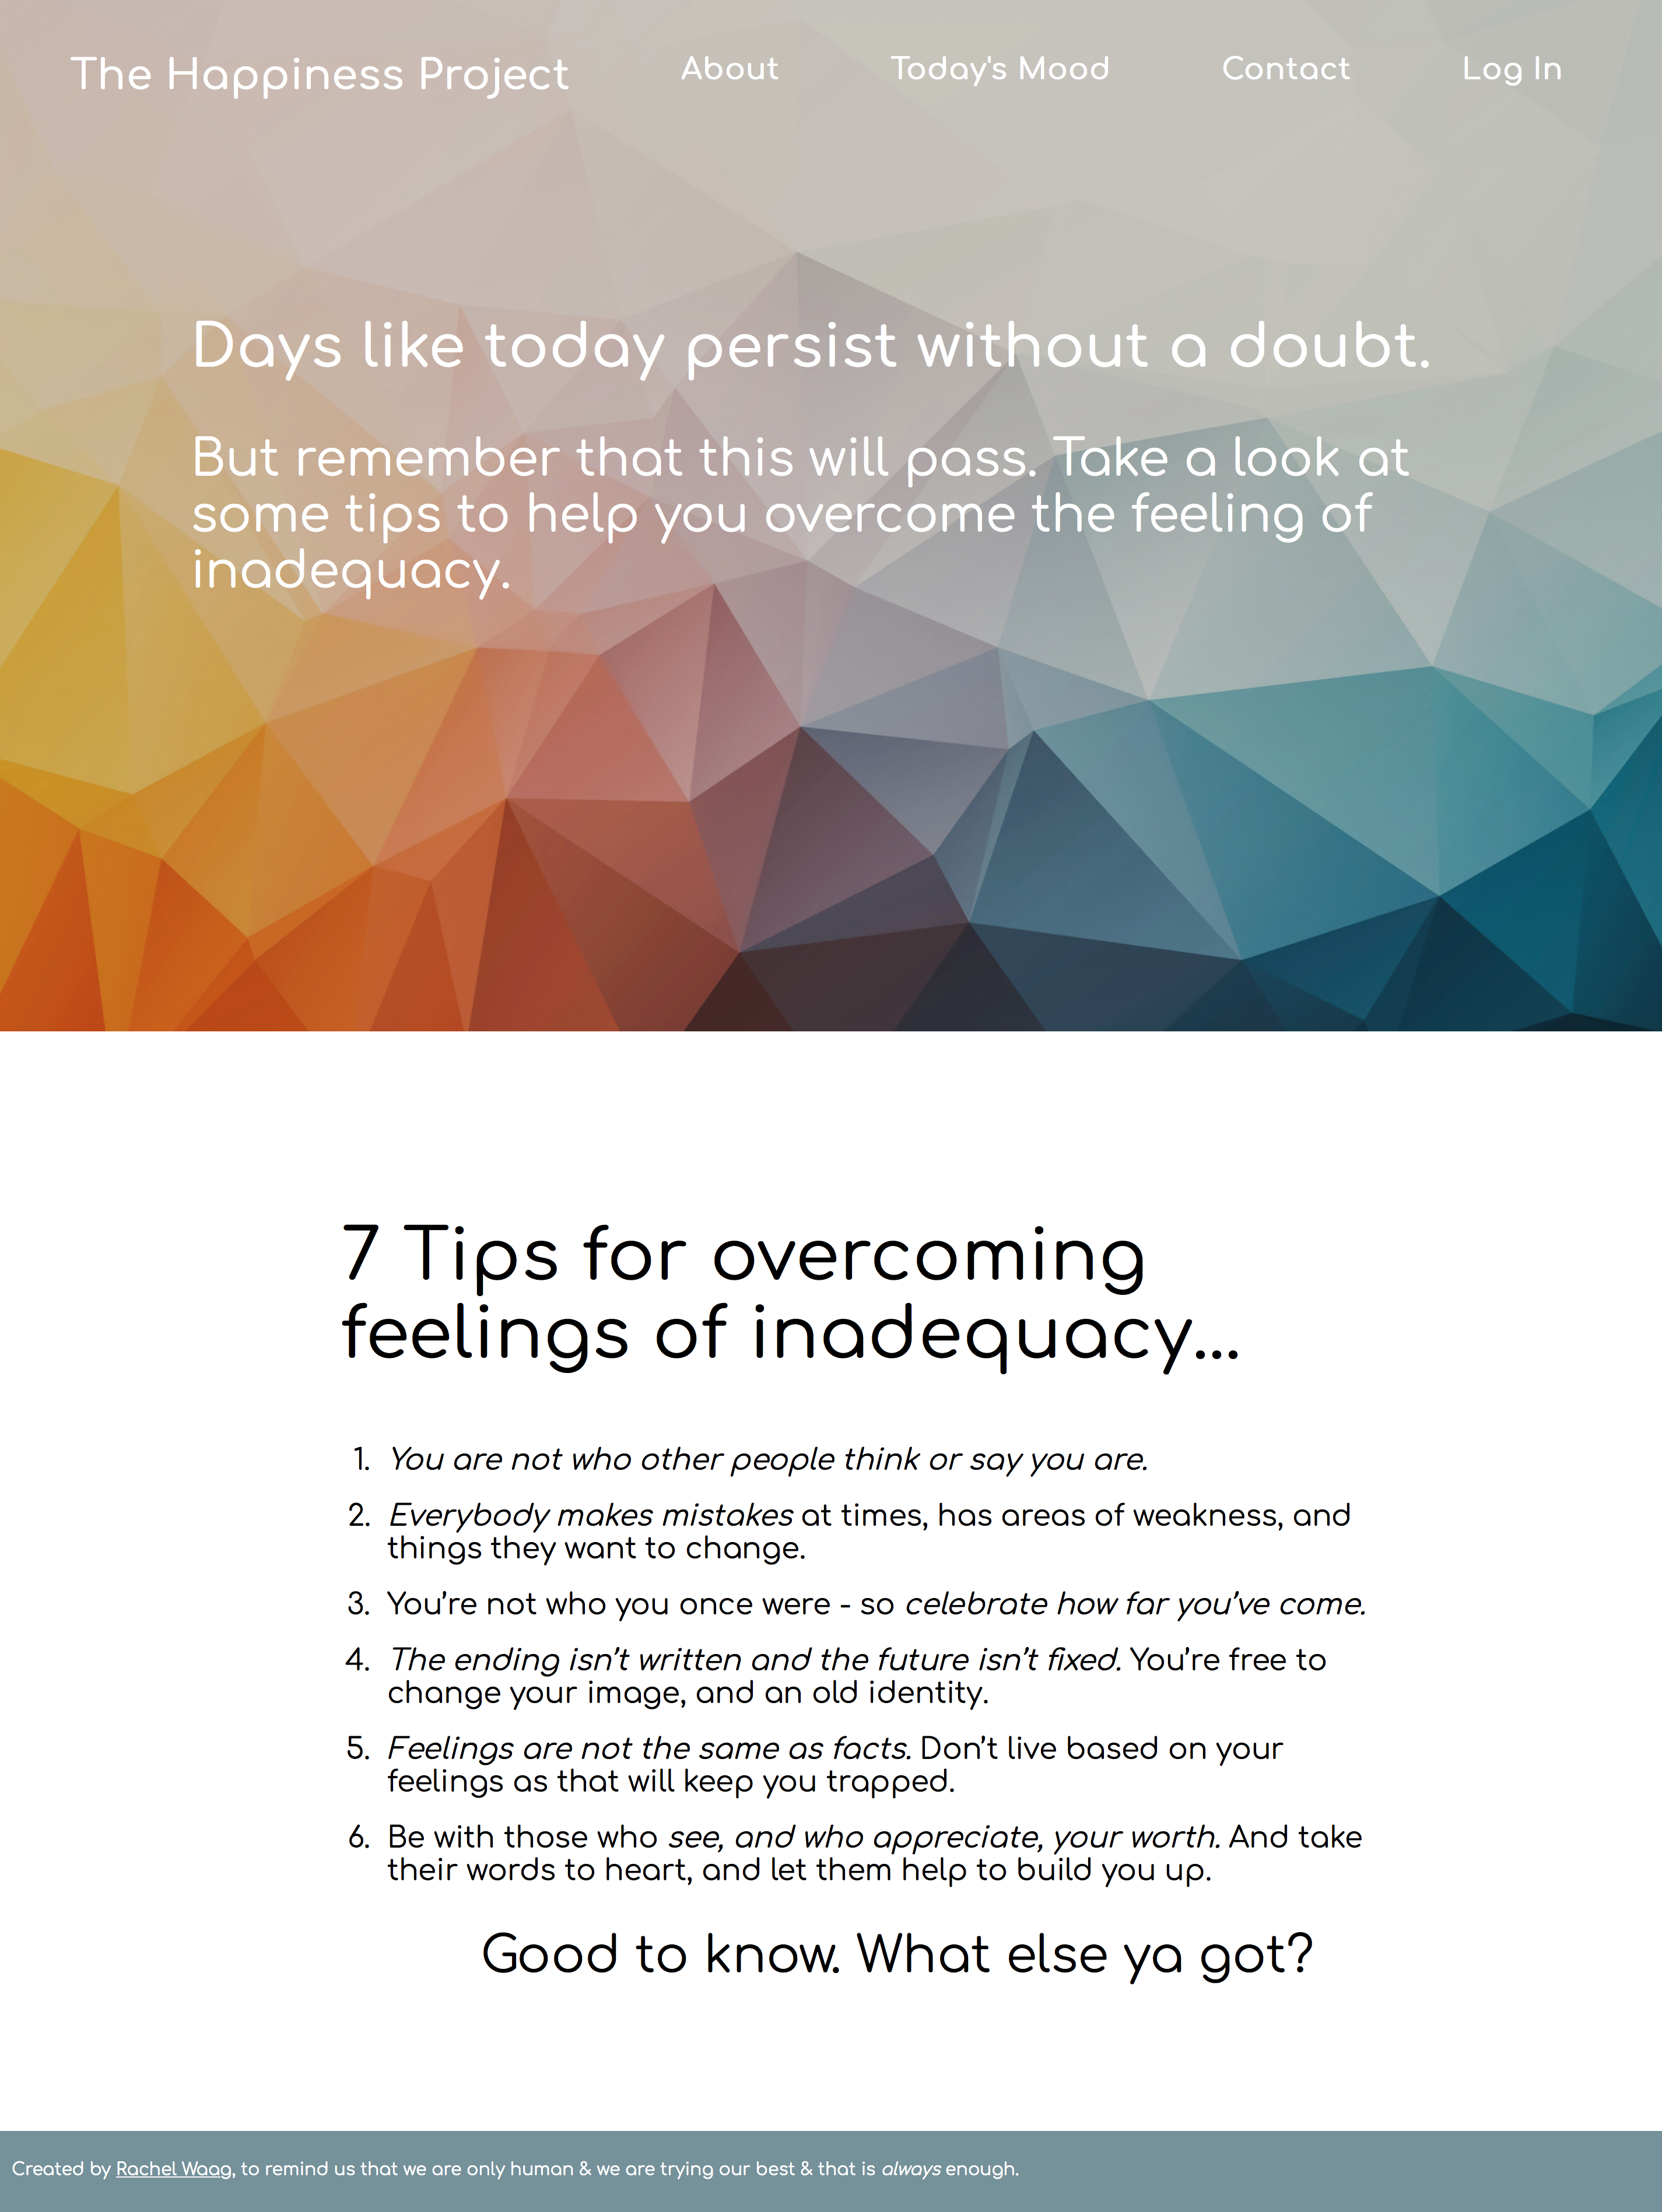 The Happiness Project About Today's Mood Contact Log In
Days like today persist without a doubt.
But remember that this will pass. Take a look at
some tips to help you overcome the feeling of
inadequacy.
7 Tips for overcoming
feelings of inadequacy...
1. You are not who other people think or say you are.
2. Everybody makes mistakes at times, has areas of weakness, and
things they want to change.
3. You’re not who you once were - so celebrate how far you’ve come.
4. The ending isn’t written and the future isn’t fixed. You’re free to
change your image, and an old identity.
5. Feelings are not the same as facts. Don’t live based on your
feelings as that will keep you trapped.
6. Be with those who see, and who appreciate, your worth. And take
their words to heart, and let them help to build you up.
Good to know. What else ya got?
Created by Rachel Waag, to remind us that we are only human & we are trying our best & that is always enough.